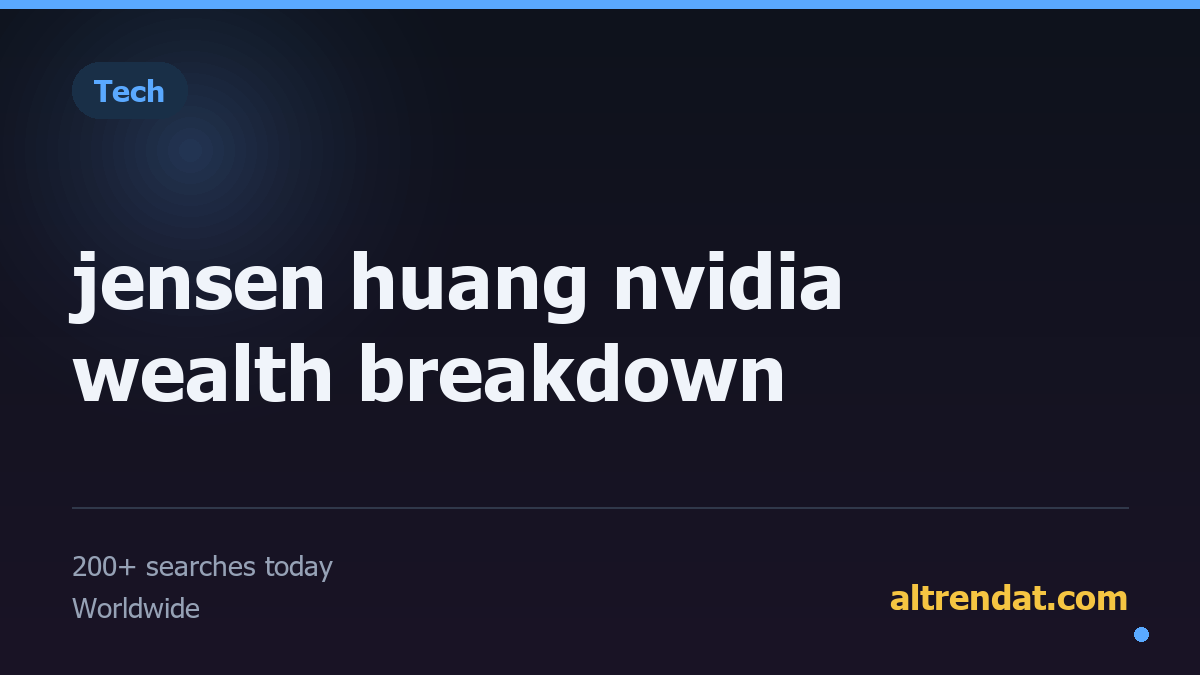 Tech
jensen huang nvidia
wealth breakdown
200+ searches today
Worldwide
altrendat.com